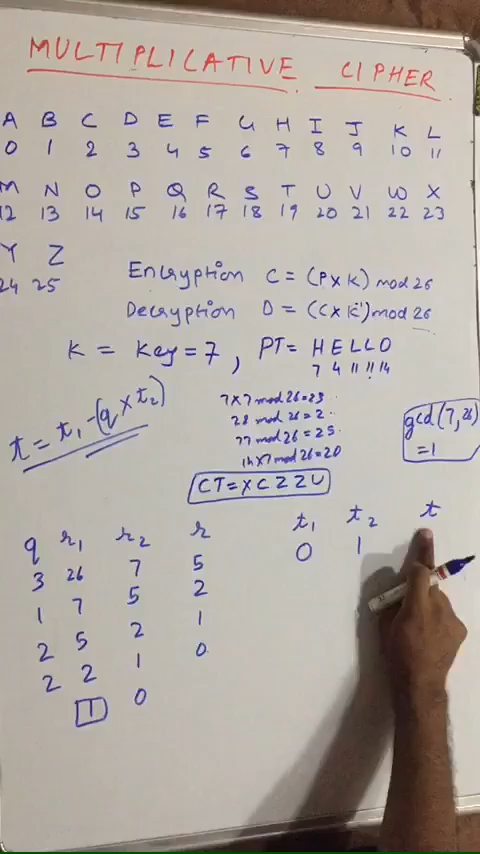 MULTIPLICATIVE CIPHER
A B C D E F G H I J K L
0 1 2 3 4 5 6 7 8 9 10 11
M N O P Q R S T U V W X
12 13 14 15 16 17 18 19 20 21 22 23
Y Z
24 25
Encryption C = (P X K) mod 26
Decryption D = (C X K⁻¹) mod 26
K = Key = 7, PT = HELLO
7 4 11 11 14
t = t₁ - (q x t₂)
7 X 7 mod 26 = 23
28 mod 26 = 2
77 mod 26 = 25
14 X 7 mod 26 = 20
gcd(7, 26)
= 1
CT = X C Z Z U
q r₁ r₂ r t₁ t₂ t
3 26 7 5 0 1
1 7 5 2
2 5 2 1
2 2 1 0
1 0